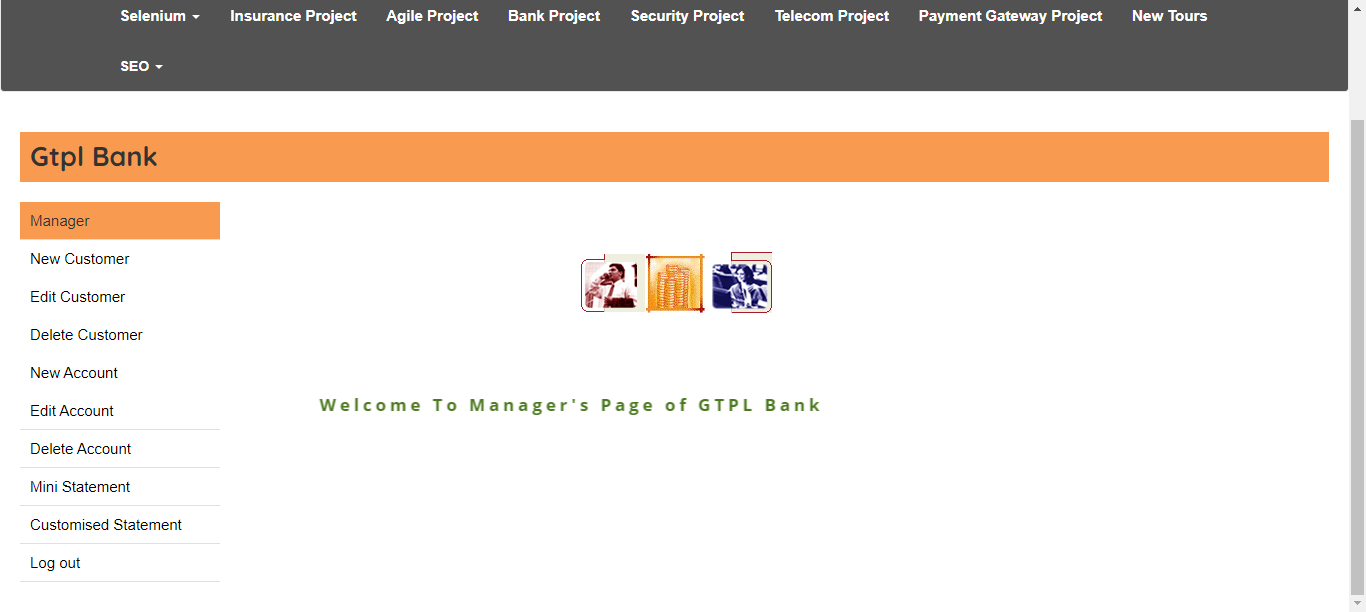 Selenium Insurance Project Agile Project Bank Project Security Project Telecom Project Payment Gateway Project New Tours
SEO
Gtpl Bank
Manager
New Customer
Edit Customer
Delete Customer
New Account
Edit Account
Delete Account
Mini Statement
Customised Statement
Log out
Welcome To Manager's Page of GTPL Bank